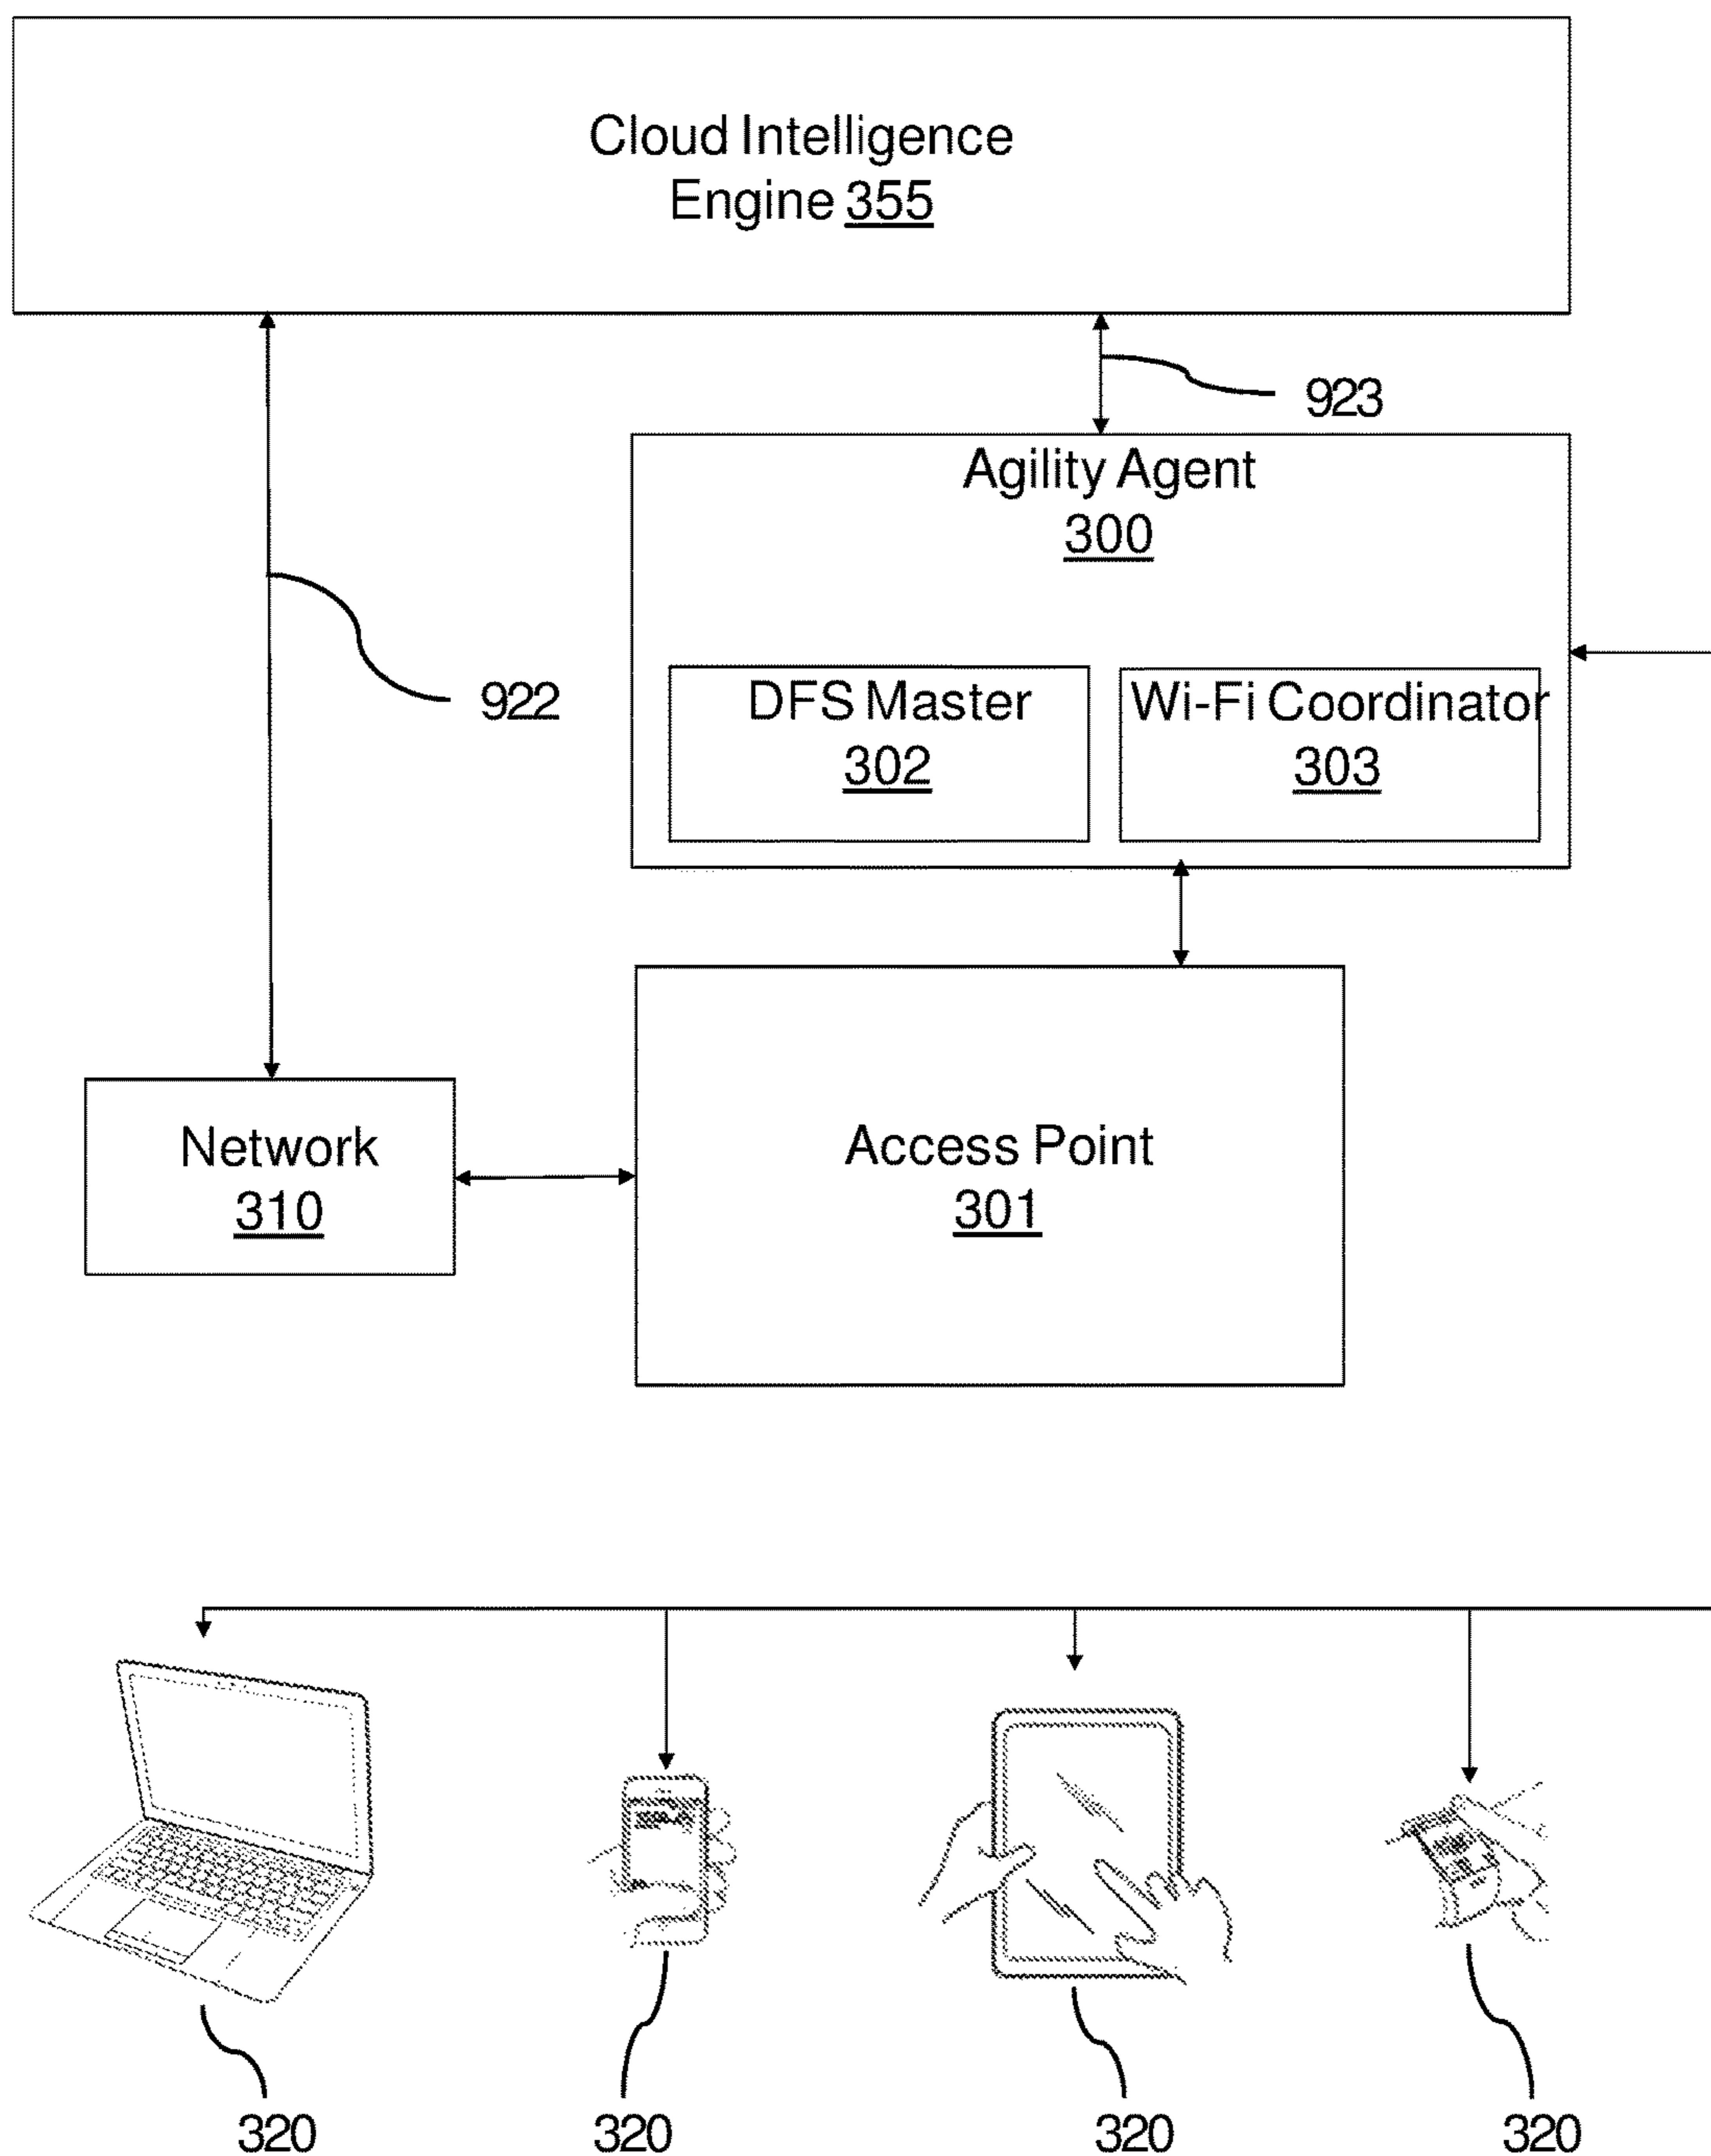 Cloud Intelligence
Engine 355
923
Agility Agent
300
922
DFS Master
302
Wi-Fi Coordinator
303
Network
310
Access Point
301
320
320
320
320